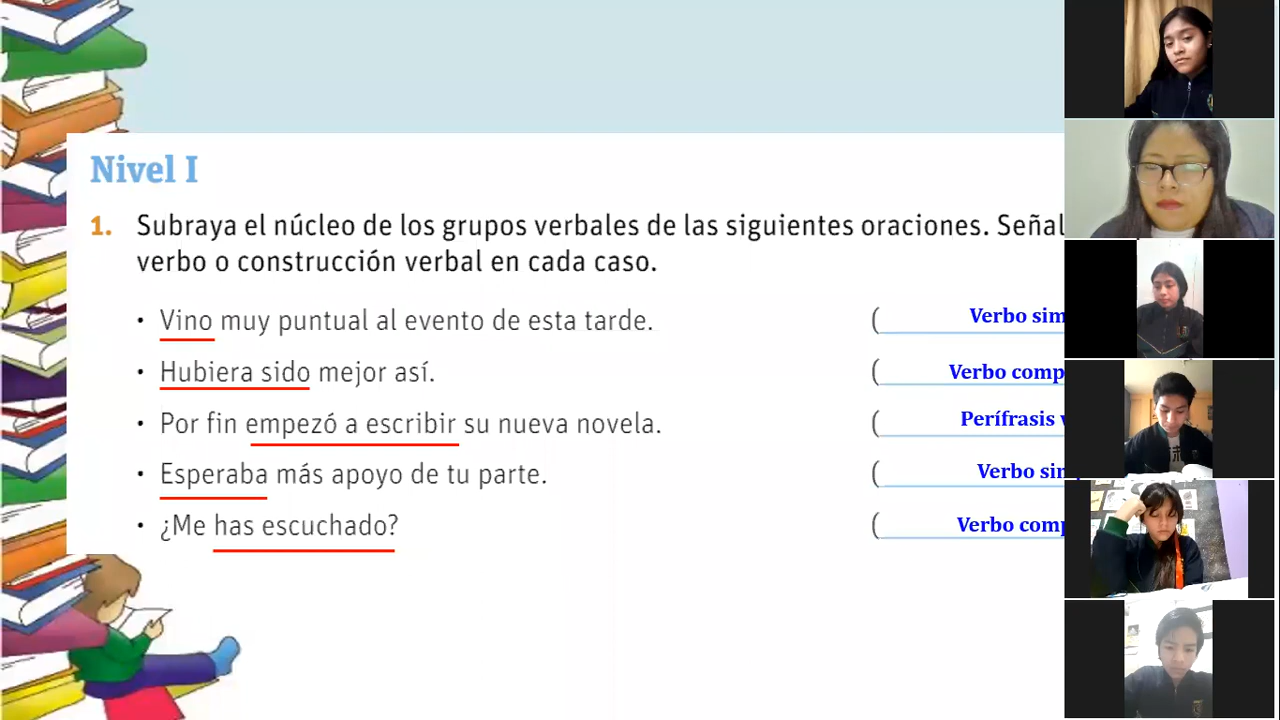 Nivel I
1. Subraya el núcleo de los grupos verbales de las siguientes oraciones. Señal
verbo o construcción verbal en cada caso.
• Vino muy puntual al evento de esta tarde. ( Verbo sim
• Hubiera sido mejor así. ( Verbo comp
• Por fin empezó a escribir su nueva novela. ( Perífrasis v
• Esperaba más apoyo de tu parte. ( Verbo sim
• ¿Me has escuchado? ( Verbo comp